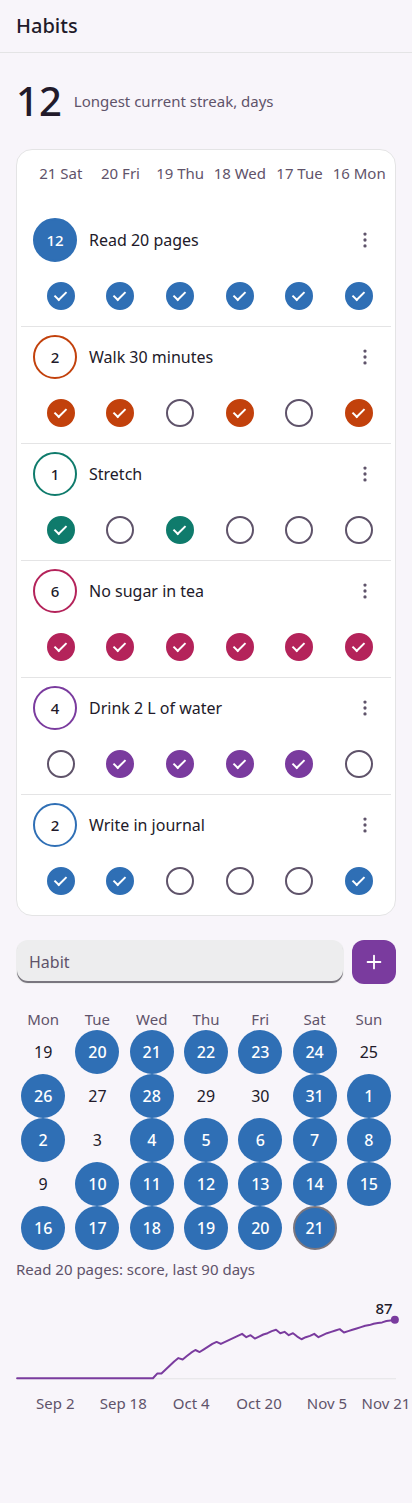 Habits
12 Longest current streak, days
21 Sat 20 Fri 19 Thu 18 Wed 17 Tue 16 Mon
12 Read 20 pages
2 Walk 30 minutes
1 Stretch
6 No sugar in tea
4 Drink 2 L of water
2 Write in journal
Habit
Mon Tue Wed Thu Fri Sat Sun
19 20 21 22 23 24 25
26 27 28 29 30 31 1
2 3 4 5 6 7 8
9 10 11 12 13 14 15
16 17 18 19 20 21
Read 20 pages: score, last 90 days
87
Sep 2 Sep 18 Oct 4 Oct 20 Nov 5 Nov 21